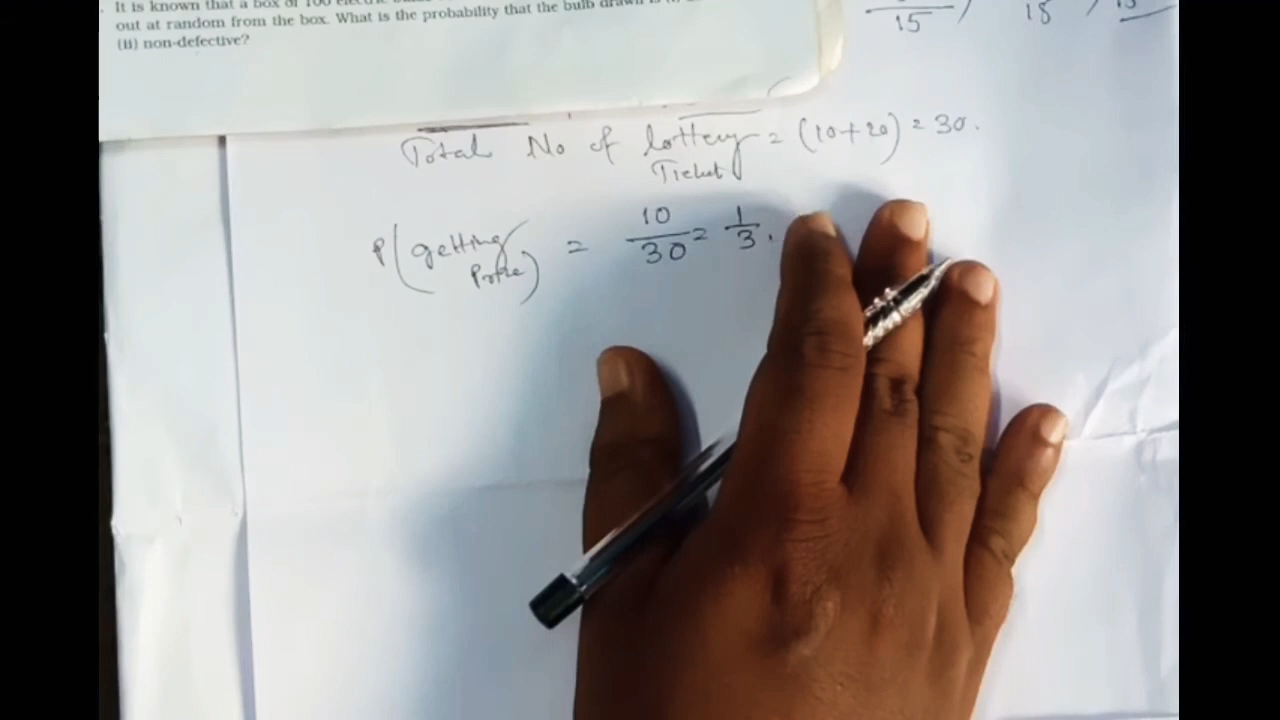 It is known that a box of 100 electric
out at random from the box. What is the probability that the bulb drawn is
(ii) non-defective?
15
18
15
Total No of lottery = (10+20) = 30.
Ticket
P(getting = 10/30 = 1/3.
Prize)